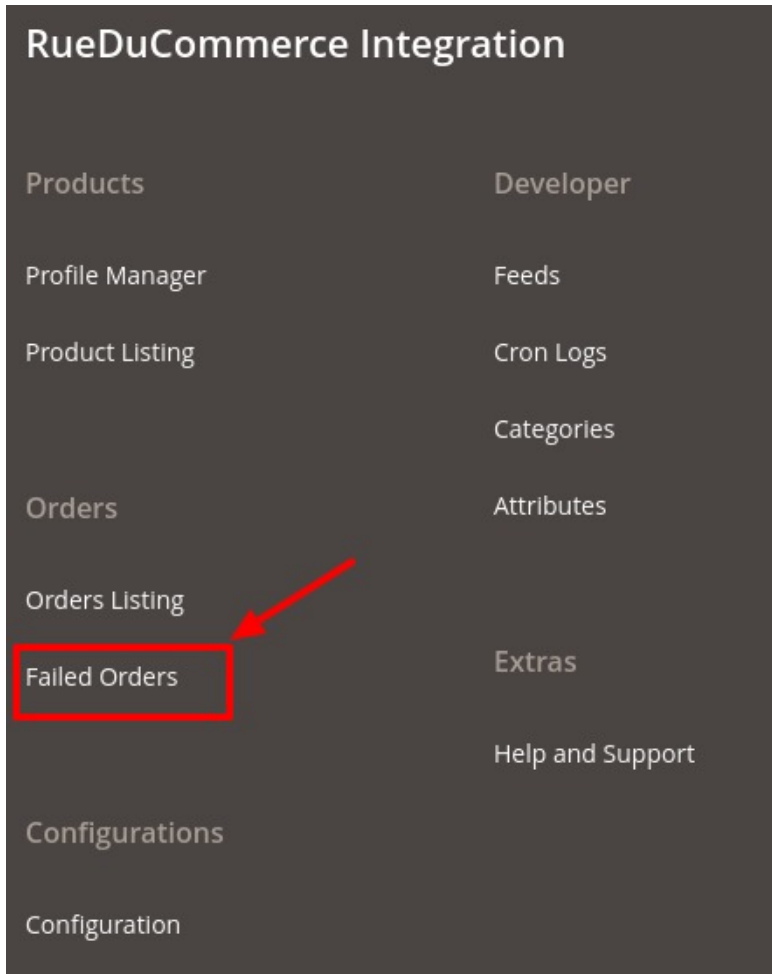 RueDuCommerce Integration
Products
Profile Manager
Product Listing
Orders
Orders Listing
Failed Orders
Configurations
Configuration
Developer
Feeds
Cron Logs
Categories
Attributes
Extras
Help and Support